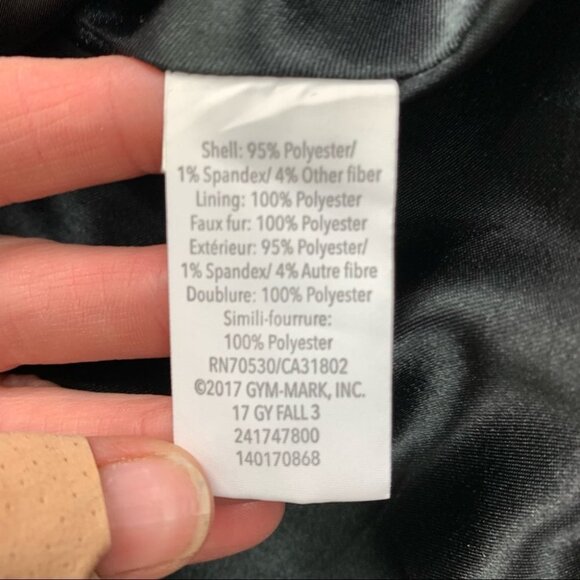 Shell: 95% Polyester/
1% Spandex/ 4% Other fiber
Lining: 100% Polyester
Faux fur: 100% Polyester
Extérieur: 95% Polyester/
1% Spandex/ 4% Autre fibre
Doublure: 100% Polyester
Simili-fourrure:
100% Polyester
RN70530/CA31802
©2017 GYM-MARK, INC.
17 GY FALL 3
241747800
140170868